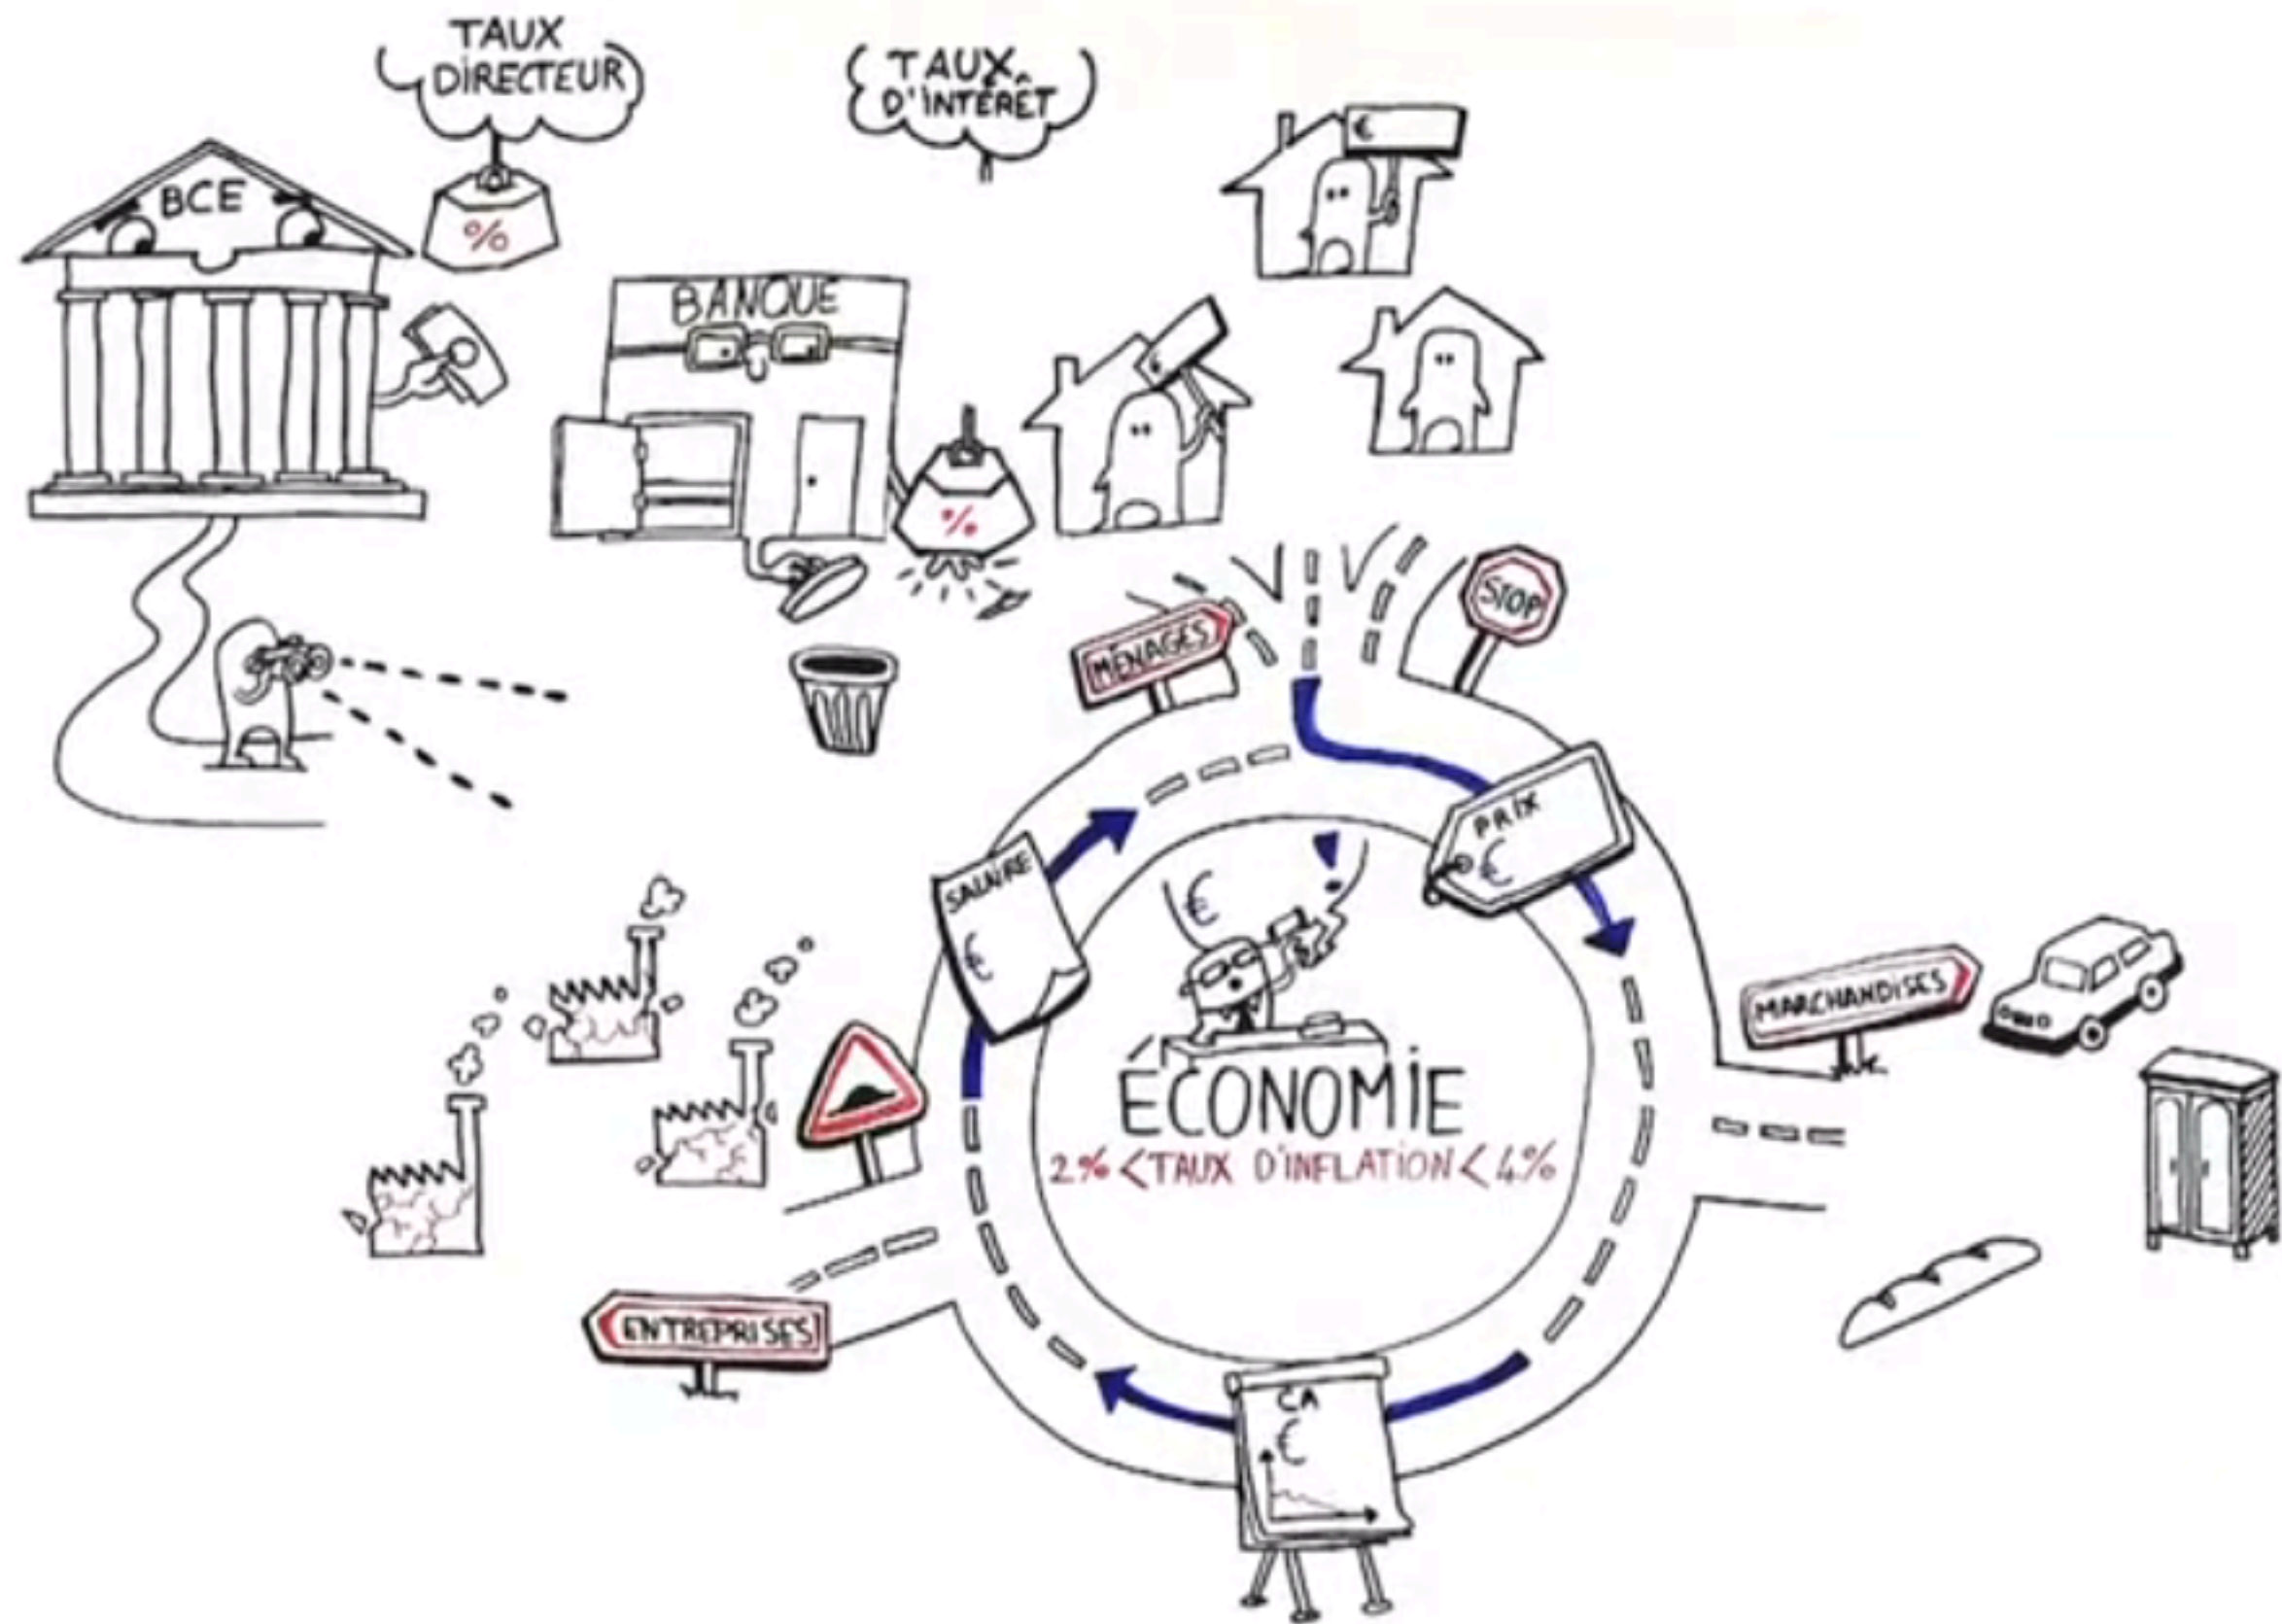 TAUX
DIRECTEUR
TAUX
D'INTÉRÊT
BCE
%
€
BANQUE
€
%
STOP
MÉNAGES
PRIX
€
SALAIRE
€
€
MARCHANDISES
ÉCONOMIE
2% < TAUX D'INFLATION < 4%
ENTREPRISES
CA
€